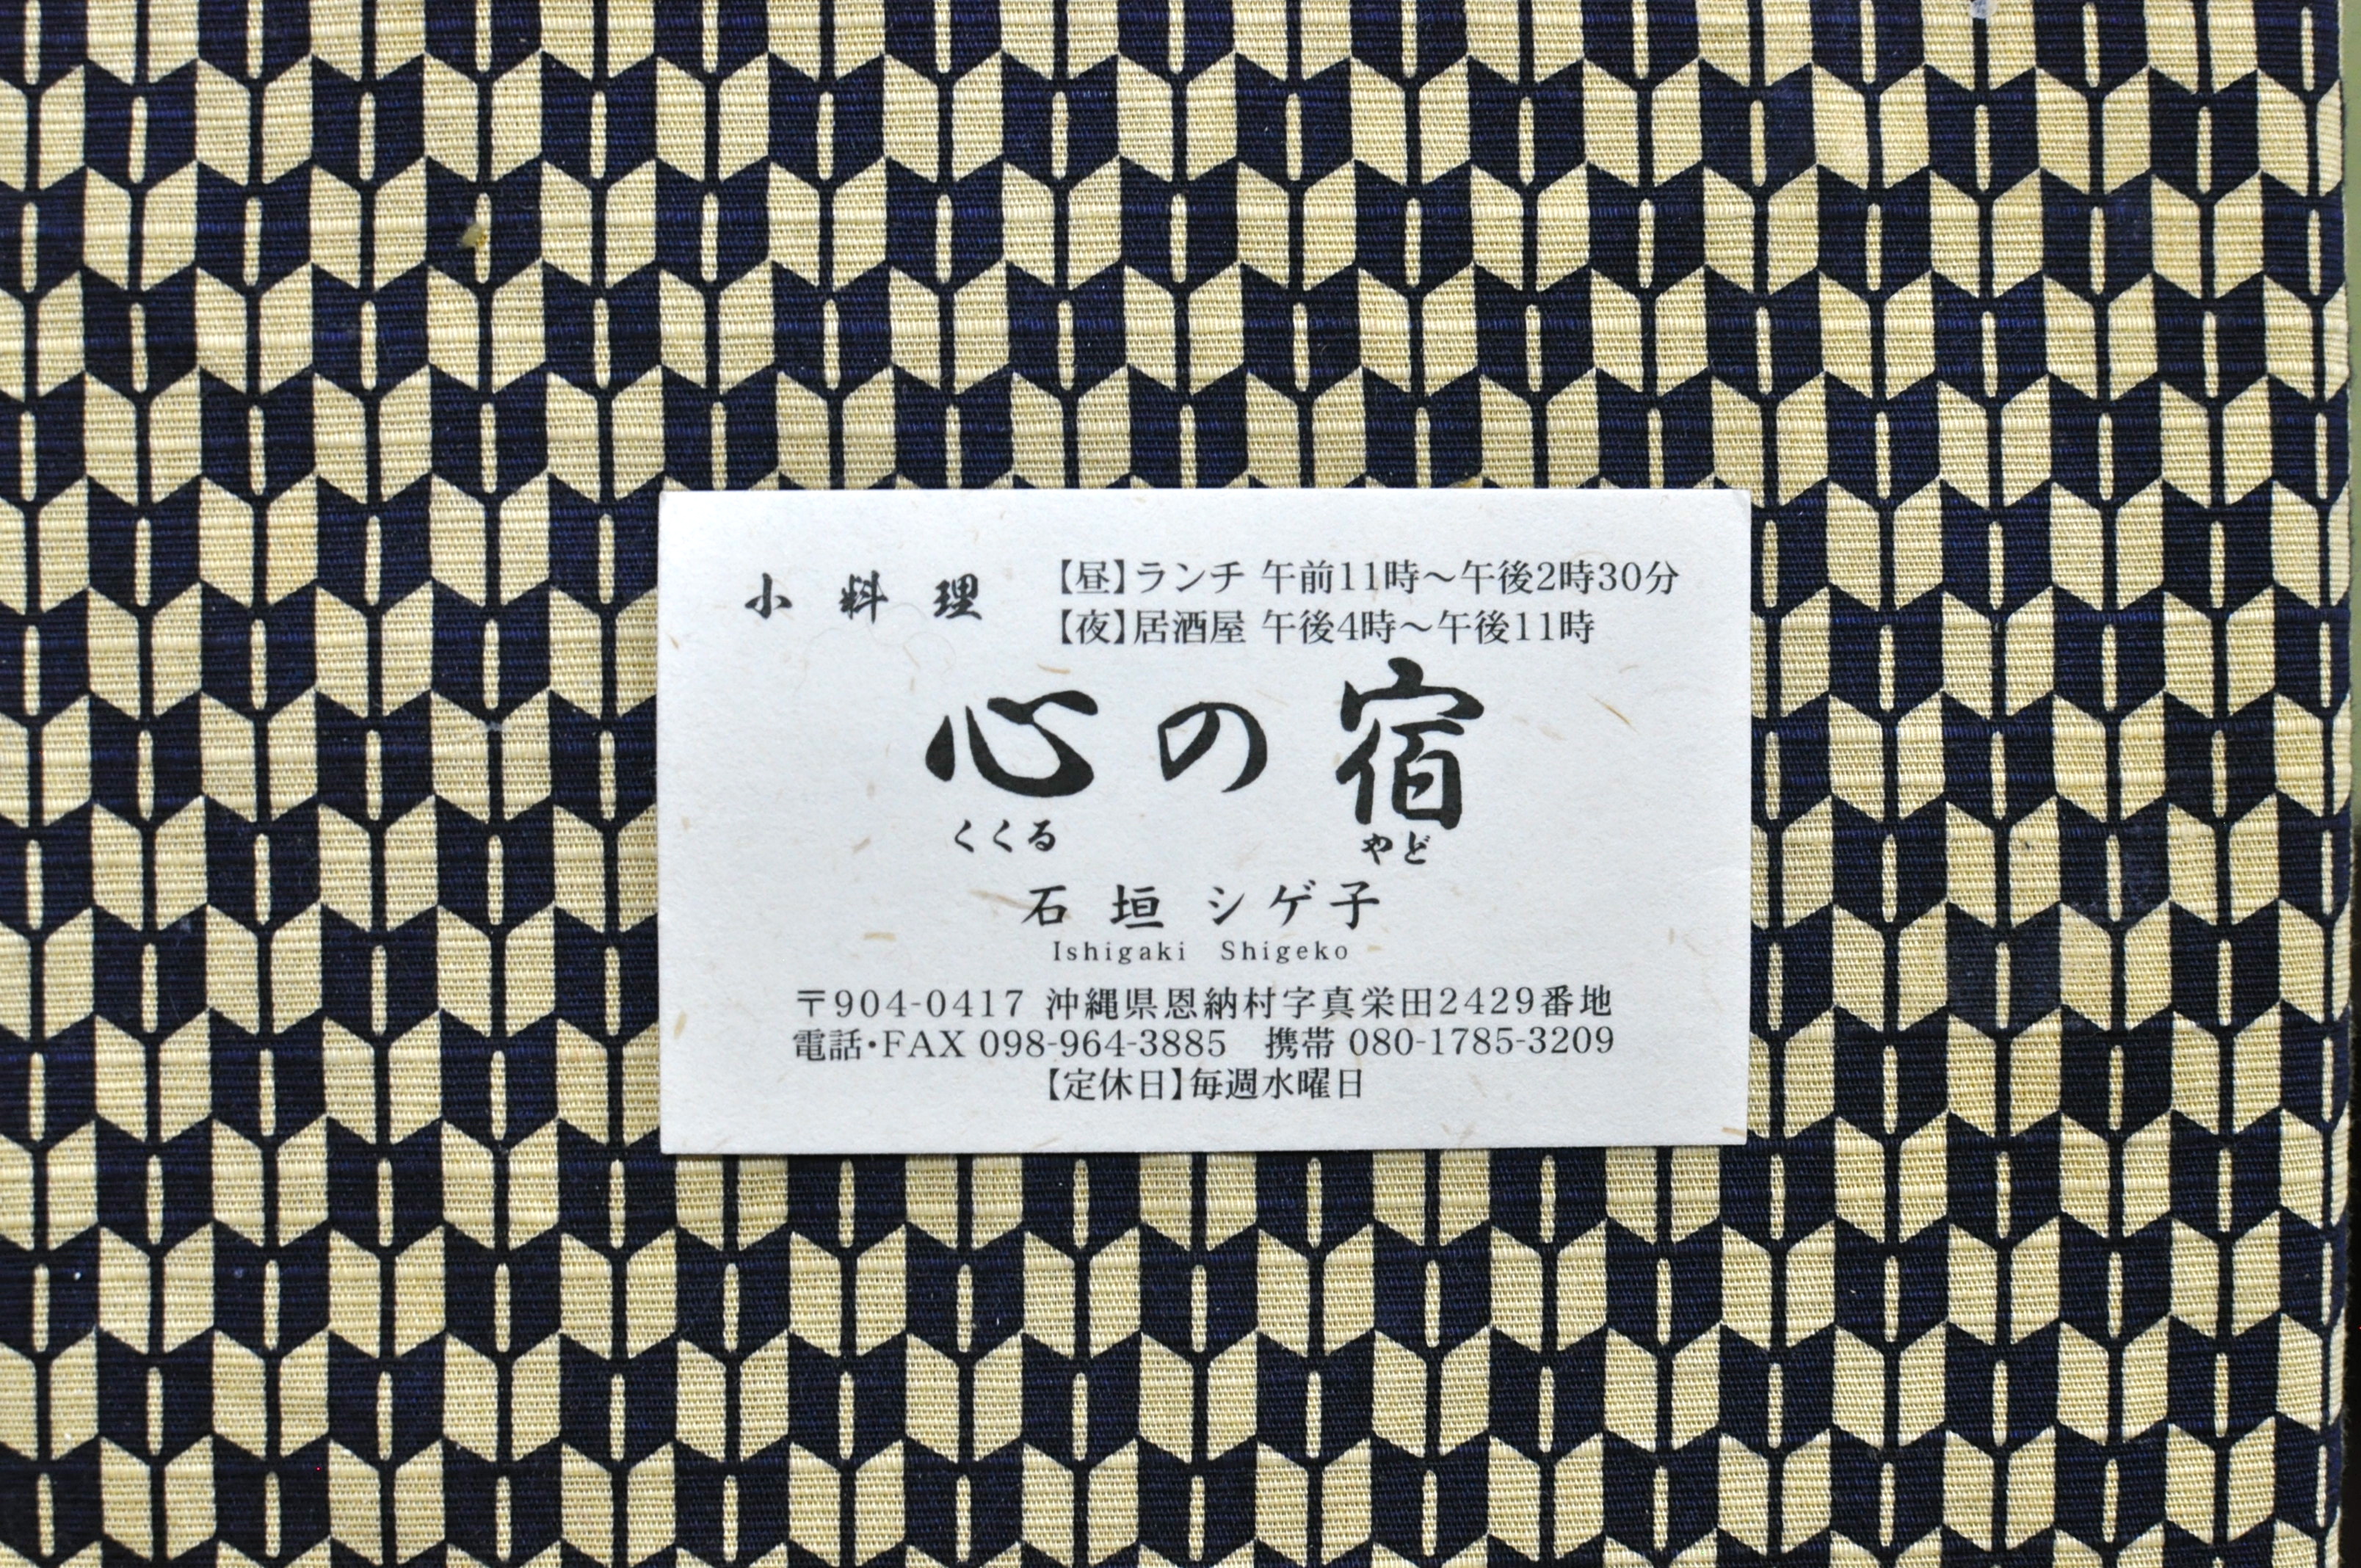 小料理
【昼】ランチ 午前11時～午後2時30分
【夜】居酒屋 午後4時～午後11時
心の宿
くくる やど
石垣 シゲ子
Ishigaki Shigeko
〒904-0417 沖縄県恩納村字真栄田2429番地
電話・FAX 098-964-3885 携帯 080-1785-3209
【定休日】毎週水曜日